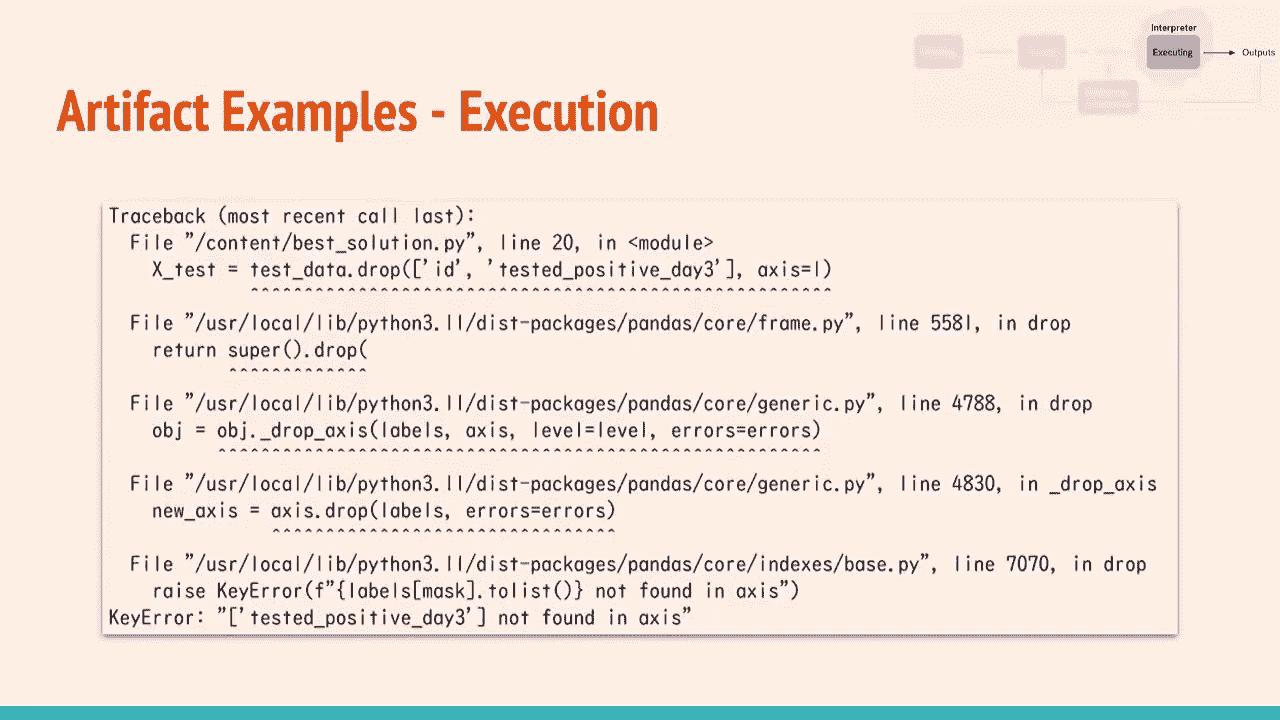 Interpreter
Executing
Outputs
Artifact Examples - Execution
Traceback (most recent call last):
File "/content/best_solution.py", line 20, in <module>
X_test = test_data.drop(['id', 'tested_positive_day3'], axis=1)
^^^^^^^^^^^^^^^^^^^^^^^^^^^^^^^^^^^^^^^^^^^^^^^^^^^^^^
File "/usr/local/lib/python3.11/dist-packages/pandas/core/frame.py", line 5581, in drop
return super().drop(
^^^^^^^^^^^^^
File "/usr/local/lib/python3.11/dist-packages/pandas/core/generic.py", line 4788, in drop
obj = obj._drop_axis(labels, axis, level=level, errors=errors)
^^^^^^^^^^^^^^^^^^^^^^^^^^^^^^^^^^^^^^^^^^^^^^^^^^^^^^^^
File "/usr/local/lib/python3.11/dist-packages/pandas/core/generic.py", line 4830, in _drop_axis
new_axis = axis.drop(labels, errors=errors)
^^^^^^^^^^^^^^^^^^^^^^^^^^^^^^^^
File "/usr/local/lib/python3.11/dist-packages/pandas/core/indexes/base.py", line 7070, in drop
raise KeyError(f"{labels[mask].tolist()} not found in axis")
KeyError: "['tested_positive_day3'] not found in axis"